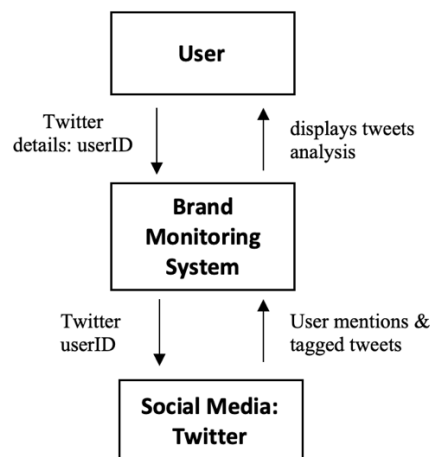 User
Twitter
details: userID
displays tweets
analysis
Brand
Monitoring
System
Twitter
userID
User mentions &
tagged tweets
Social Media:
Twitter